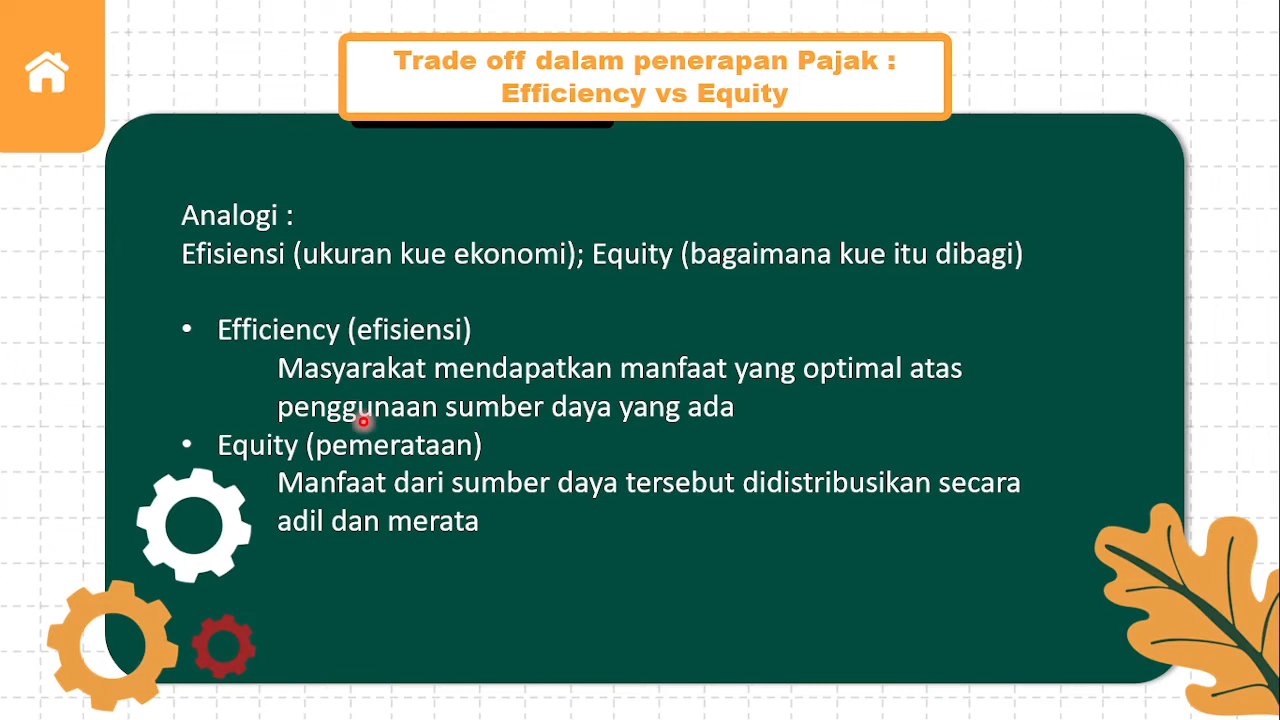 Trade off dalam penerapan Pajak :
Efficiency vs Equity
Analogi :
Efisiensi (ukuran kue ekonomi); Equity (bagaimana kue itu dibagi)
• Efficiency (efisiensi)
Masyarakat mendapatkan manfaat yang optimal atas
penggunaan sumber daya yang ada
• Equity (pemerataan)
Manfaat dari sumber daya tersebut didistribusikan secara
adil dan merata